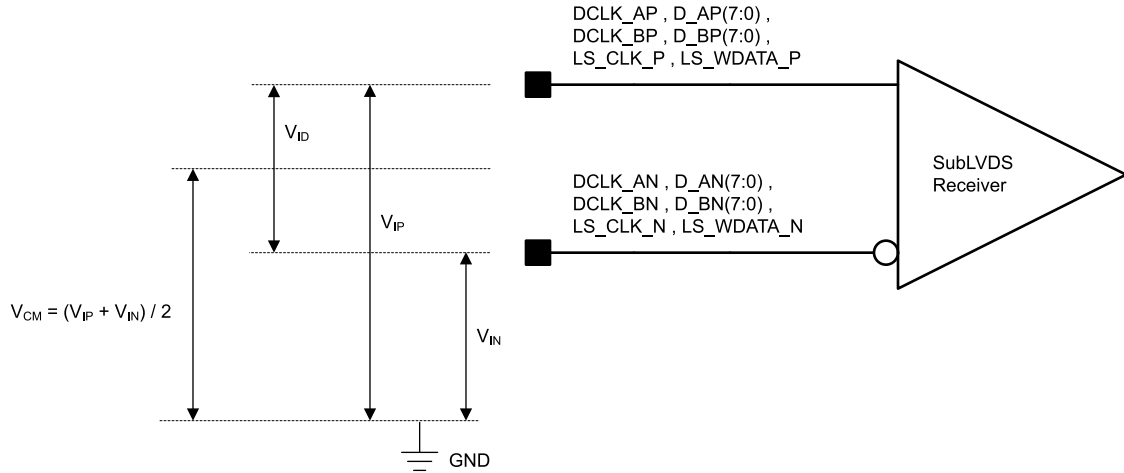 DCLK_AP , D_AP(7:0) ,
DCLK_BP , D_BP(7:0) ,
LS_CLK_P , LS_WDATA_P
VID
SubLVDS
Receiver
DCLK_AN , D_AN(7:0) ,
DCLK_BN , D_BN(7:0) ,
LS_CLK_N , LS_WDATA_N
VIP
VCM = (VIP + VIN) / 2
VIN
GND